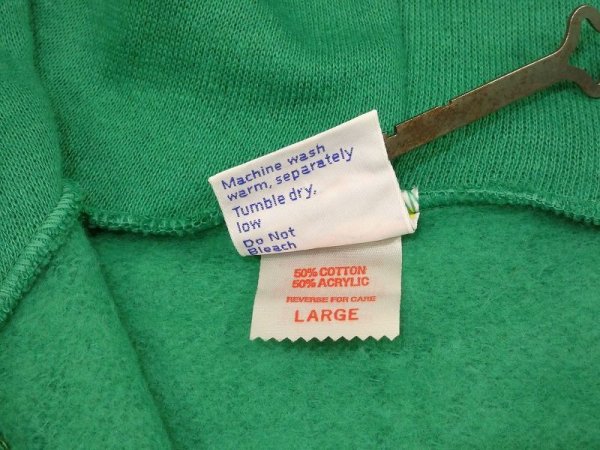 Machine wash
warm, separately
Tumble dry,
low
Do Not
Bleach
50% COTTON
50% ACRYLIC
REVERSE FOR CARE
LARGE